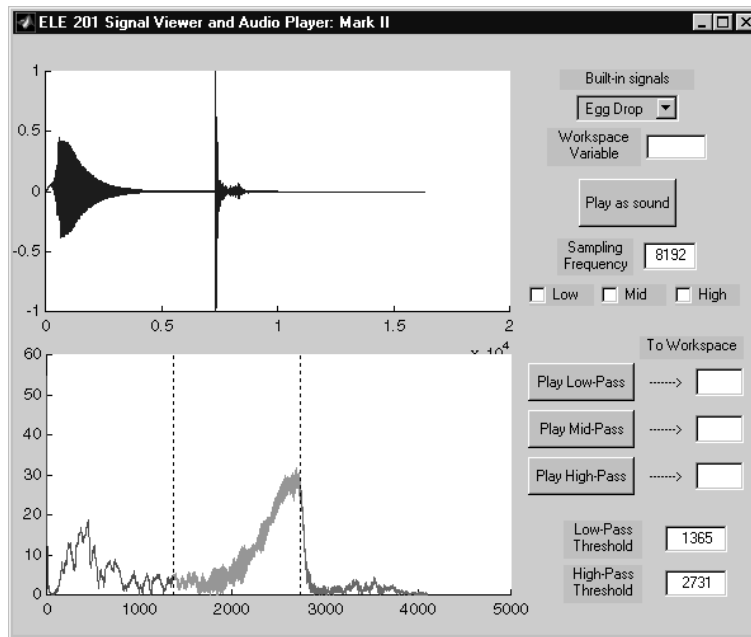 ELE 201 Signal Viewer and Audio Player: Mark II
1
0.5
0
-0.5
-1
0
0.5
1
1.5
2
x 10
60
50
40
30
20
10
0
0
1000
2000
3000
4000
5000
Built-in signals
Egg Drop
Workspace
Variable
Play as sound
Sampling
Frequency
8192
Low
Mid
High
To Workspace
Play Low-Pass
------>
Play Mid-Pass
------>
Play High-Pass
------>
Low-Pass
Threshold
1365
High-Pass
Threshold
2731